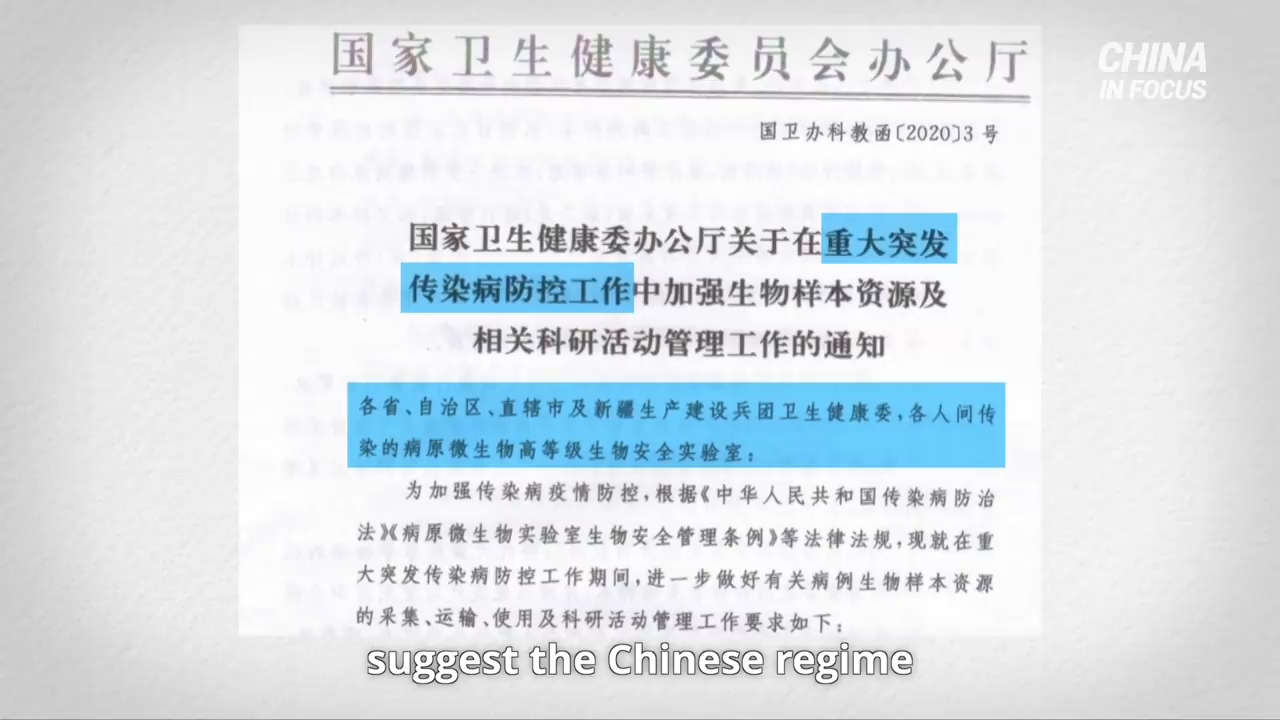 国家卫生健康委员会办公厅
CHINA
IN FOCUS
国卫办科教函〔2020〕3 号
国家卫生健康委办公厅关于在重大突发
传染病防控工作中加强生物样本资源及
相关科研活动管理工作的通知
各省、自治区、直辖市及新疆生产建设兵团卫生健康委，各人间传
染的病原微生物高等级生物安全实验室：
为加强传染病疫情防控，根据《中华人民共和国传染病防治
法》《病原微生物实验室生物安全管理条例》等法律法规，现就在重
大突发传染病防控工作期间，进一步做好有关病例生物样本资源
的采集、运输、使用及科研活动管理工作要求如下：
suggest the Chinese regime